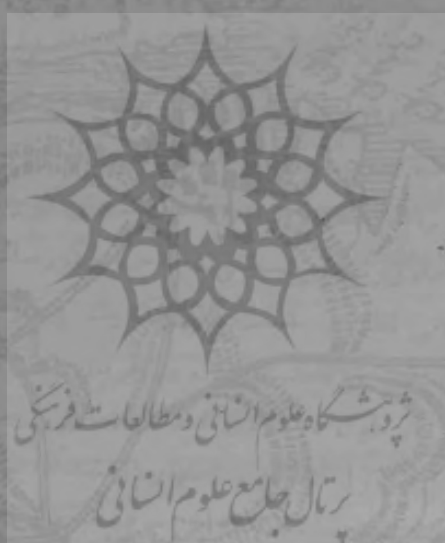 پژوهشگاه علوم انسانی و مطالعات فرهنگی
پرتال جامع علوم انسانی